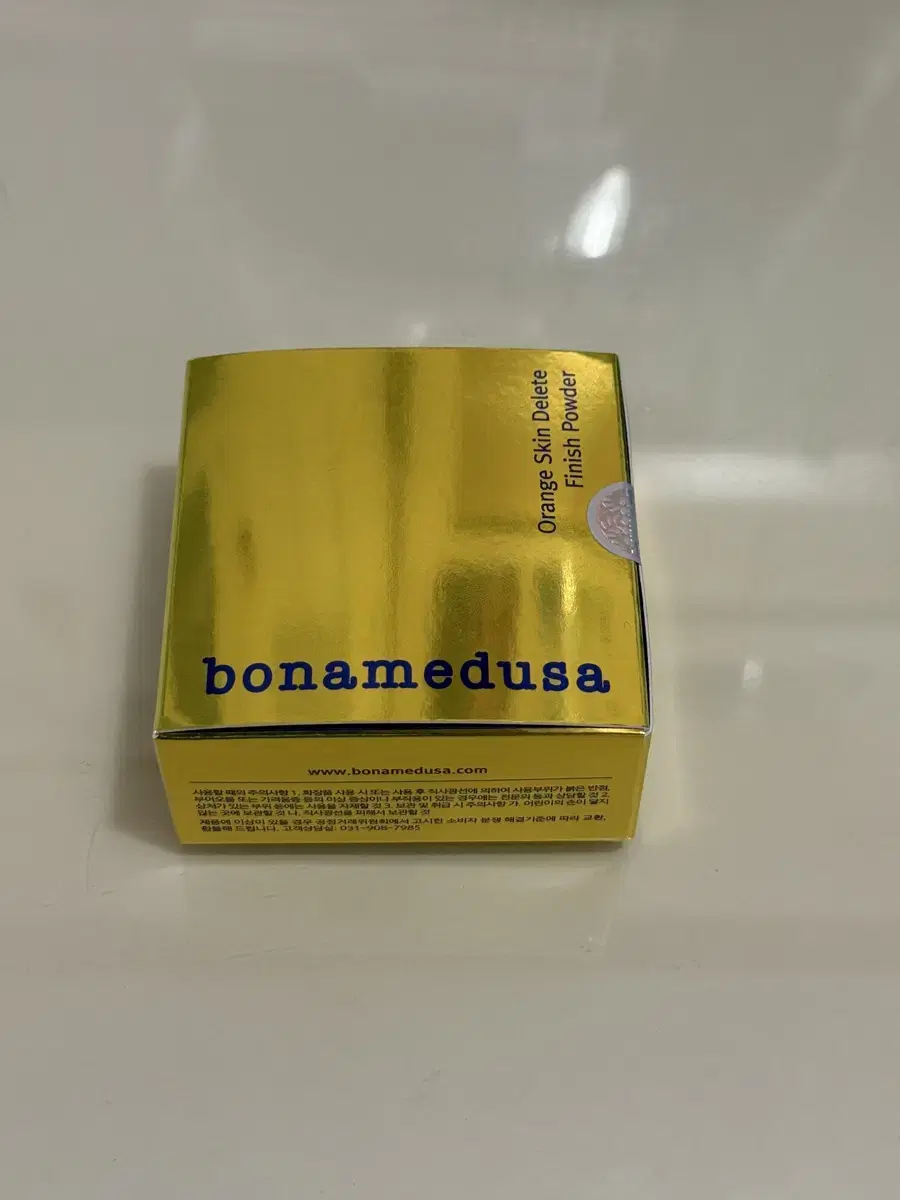 Orange Skin Delete
Finish Powder
bonamedusa
www.bonamedusa.com
사용할 때의 주의사항 1. 화장품 사용 시 또는 사용 후 직사광선에 의하여 사용부위가 붉은 반점,
부어오름 또는 가려움증 등의 이상 증상이나 부작용이 있는 경우에는 전문의 등과 상담할 것 2.
상처가 있는 부위 등에는 사용을 자제할 것 3. 보관 및 취급 시 주의사항 가. 어린이의 손이 닿지
않는 곳에 보관할 것 나. 직사광선을 피해서 보관할 것
제품에 이상이 있을 경우 공정거래위원회에서 고시한 소비자 분쟁 해결기준에 따라 교환,
환불해 드립니다. 고객상담실: 031-908-7985